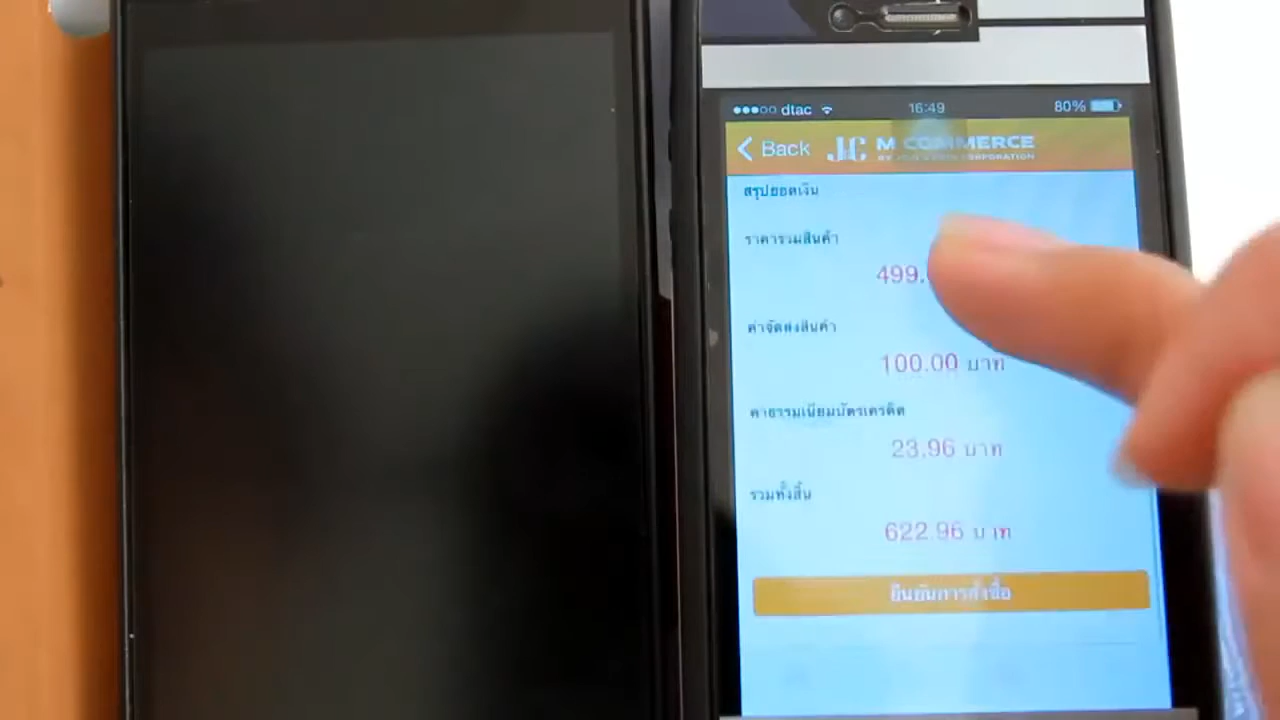 dtac 16:49 80%
Back M COMMERCE
สรุปยอดเงิน
ราคารวมสินค้า
499.
ค่าจัดส่งสินค้า
100.00 บาท
ค่าธรรมเนียมบัตรเครดิต
23.96 บาท
รวมทั้งสิ้น
622.96 บาท
ยืนยันการสั่งซื้อ